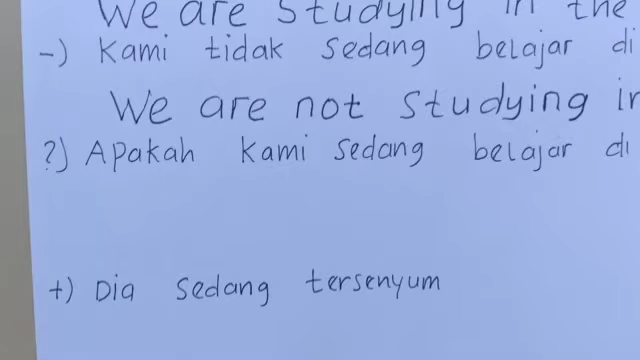 We are studying in the
-) Kami tidak sedang belajar di
We are not studying in
?) Apakah kami sedang belajar di
+) Dia sedang tersenyum